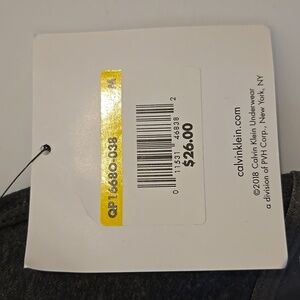 QP1668O-038 M
0 11531 46838 2
$26.00
calvinklein.com
©2018 Calvin Klein Underwear
a division of PVH Corp., New York, NY